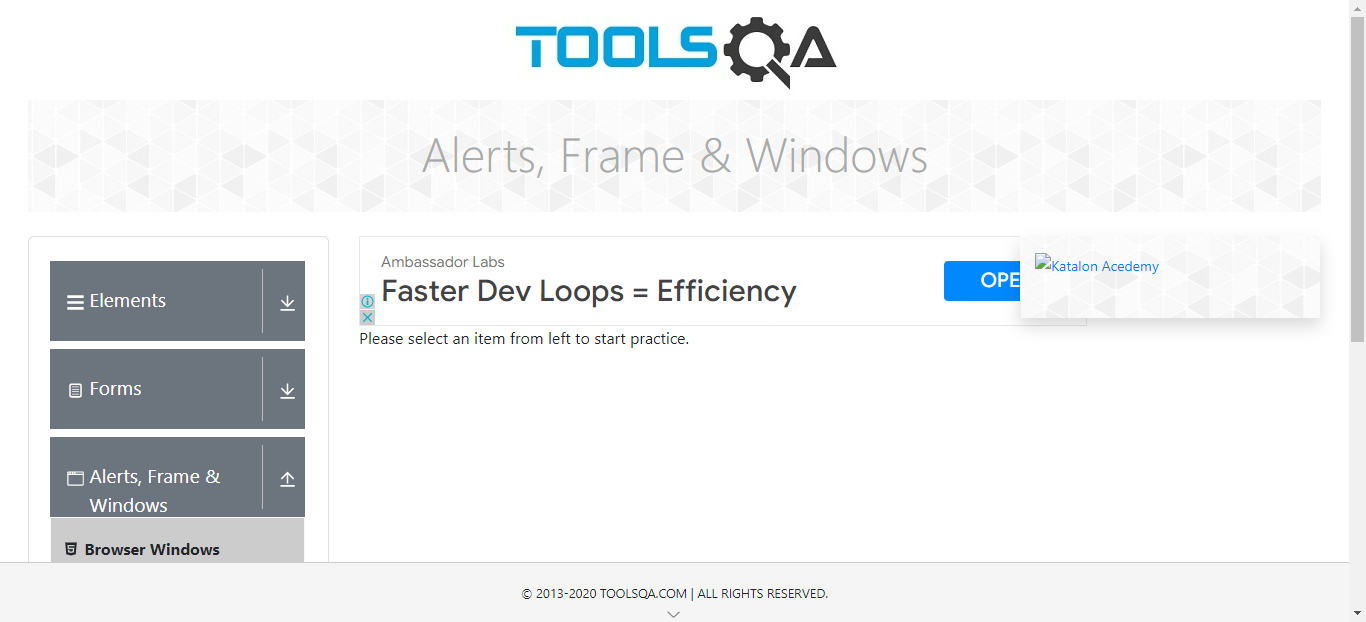 TOOLSQA
Alerts, Frame & Windows
Elements
Forms
Alerts, Frame &
Windows
Browser Windows
Ambassador Labs
Faster Dev Loops = Efficiency
OPE
Katalon Acedemy
Please select an item from left to start practice.
© 2013-2020 TOOLSQA.COM | ALL RIGHTS RESERVED.